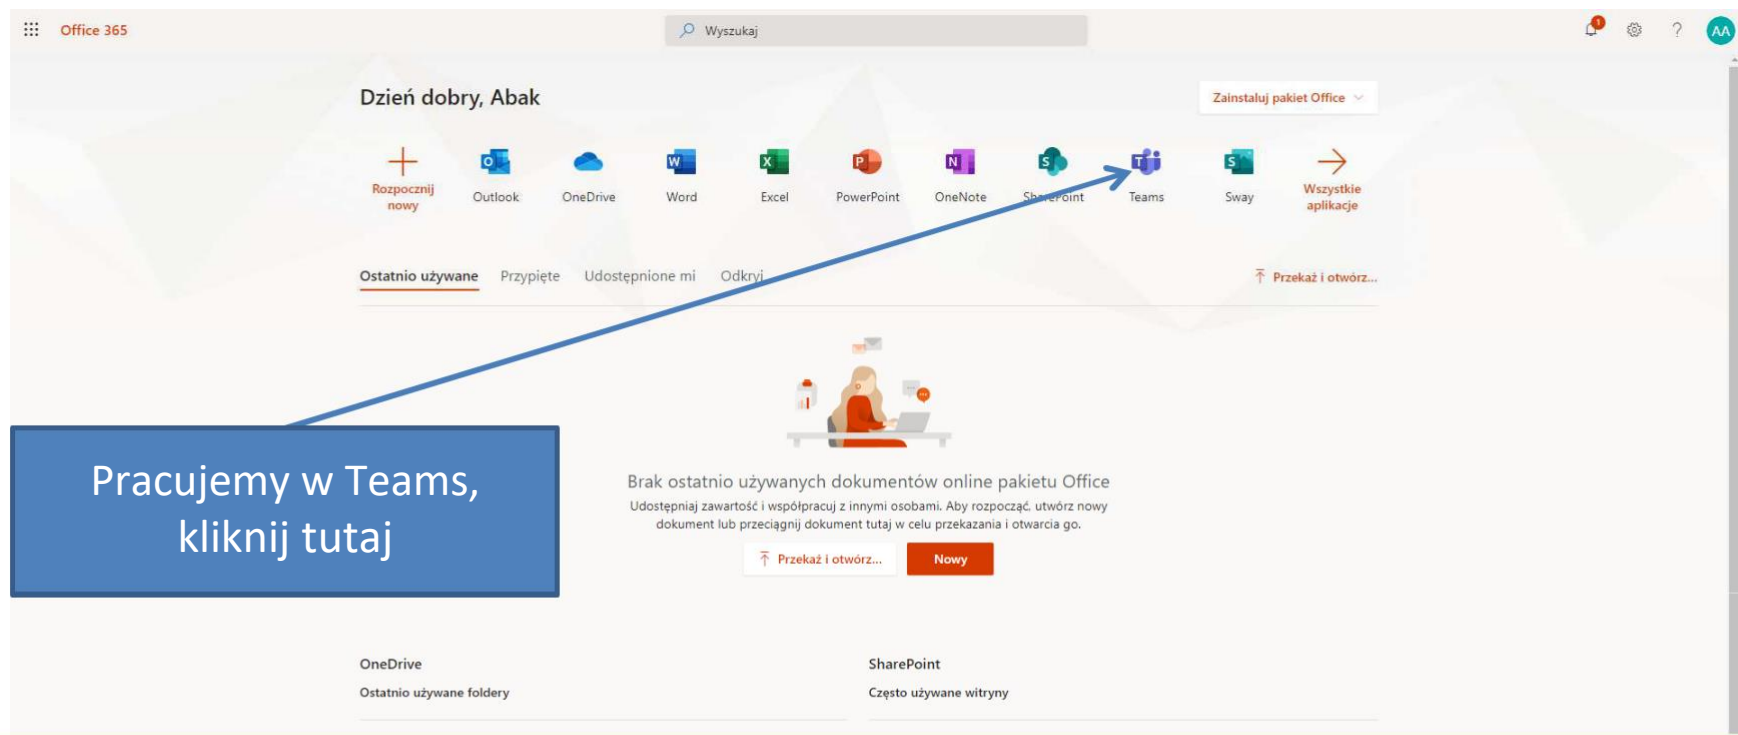 Office 365
Wyszukaj
1
?
AA
Dzień dobry, Abak
Zainstaluj pakiet Office
Rozpocznij
nowy
Outlook
OneDrive
Word
Excel
PowerPoint
OneNote
SharePoint
Teams
Sway
Wszystkie
aplikacje
Ostatnio używane Przypięte Udostępnione mi Odkryj
Przekaż i otwórz...
Pracujemy w Teams,
kliknij tutaj
Brak ostatnio używanych dokumentów online pakietu Office
Udostępniaj zawartość i współpracuj z innymi osobami. Aby rozpocząć, utwórz nowy
dokument lub przeciągnij dokument tutaj w celu przekazania i otwarcia go.
Przekaż i otwórz...
Nowy
OneDrive
Ostatnio używane foldery
SharePoint
Często używane witryny